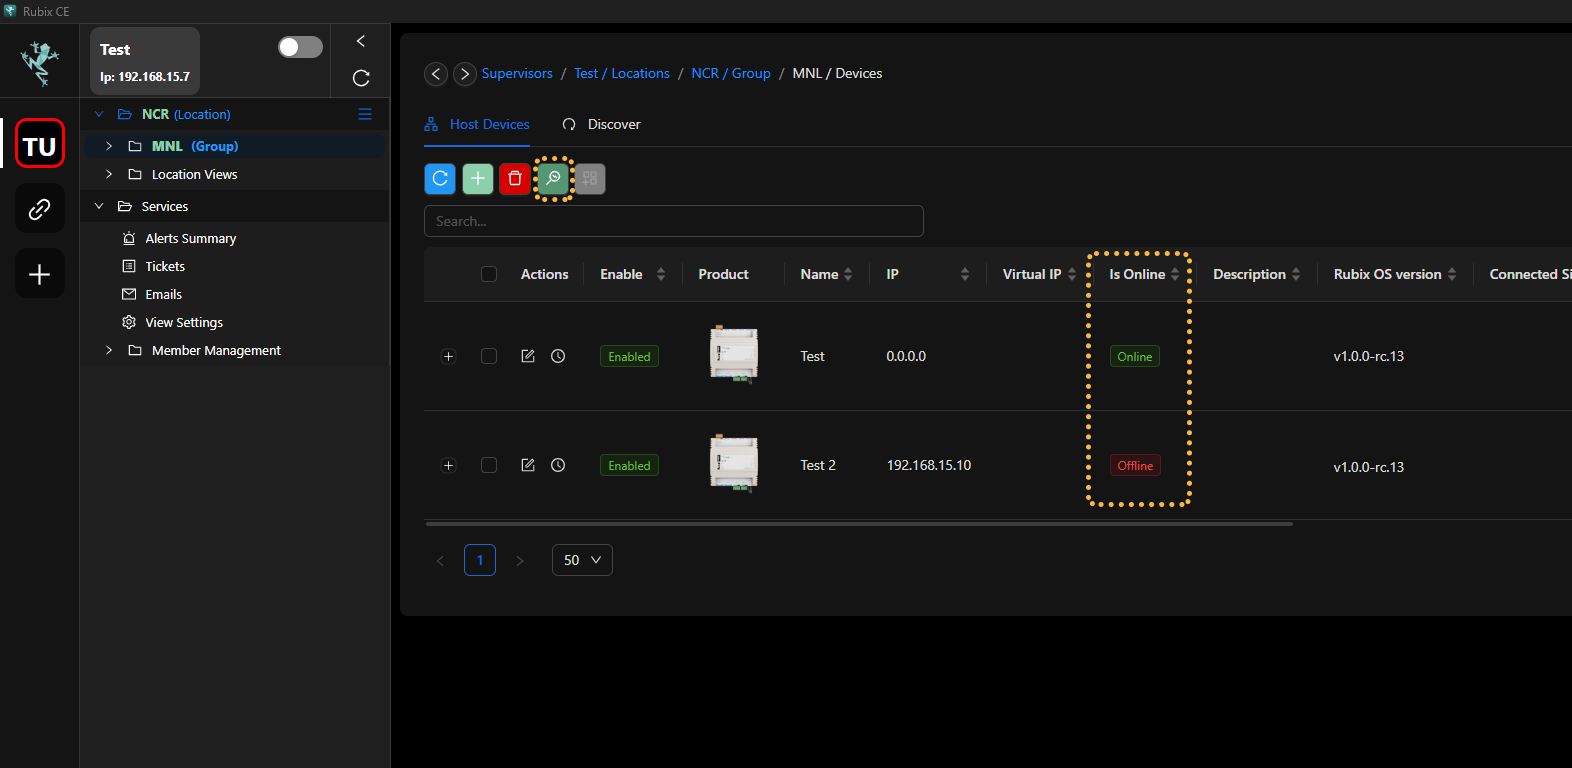 Rubix CE
Test
Ip: 192.168.15.7
TU
NCR (Location)
MNL (Group)
Location Views
Services
Alerts Summary
Tickets
Emails
View Settings
Member Management
Supervisors / Test / Locations / NCR / Group / MNL / Devices
Host Devices Discover
Search...
Actions Enable Product Name IP Virtual IP Is Online Description Rubix OS version Connected Si
Enabled Test 0.0.0.0 Online v1.0.0-rc.13
Enabled Test 2 192.168.15.10 Offline v1.0.0-rc.13
1 50